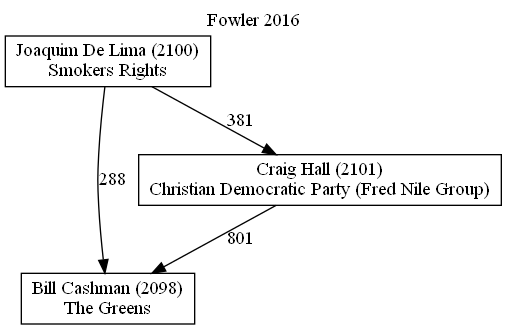 Fowler 2016
Joaquim De Lima (2100)
Smokers Rights
381
Craig Hall (2101)
Christian Democratic Party (Fred Nile Group)
288
801
Bill Cashman (2098)
The Greens